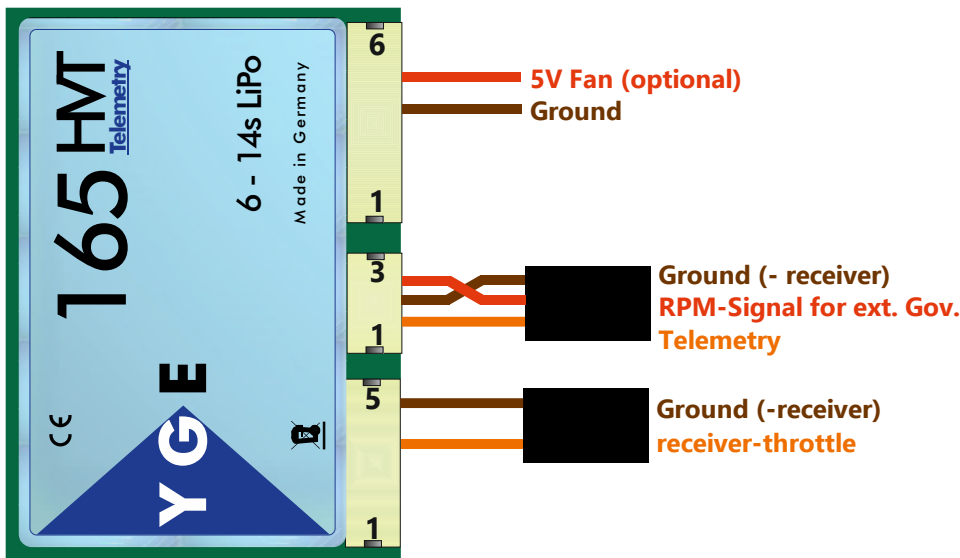 165 HVT
Telemetry
6 - 14s LiPo
Made in Germany
CE
YGE
6
1
3
1
5
1
5V Fan (optional)
Ground
Ground (- receiver)
RPM-Signal for ext. Gov.
Telemetry
Ground (-receiver)
receiver-throttle